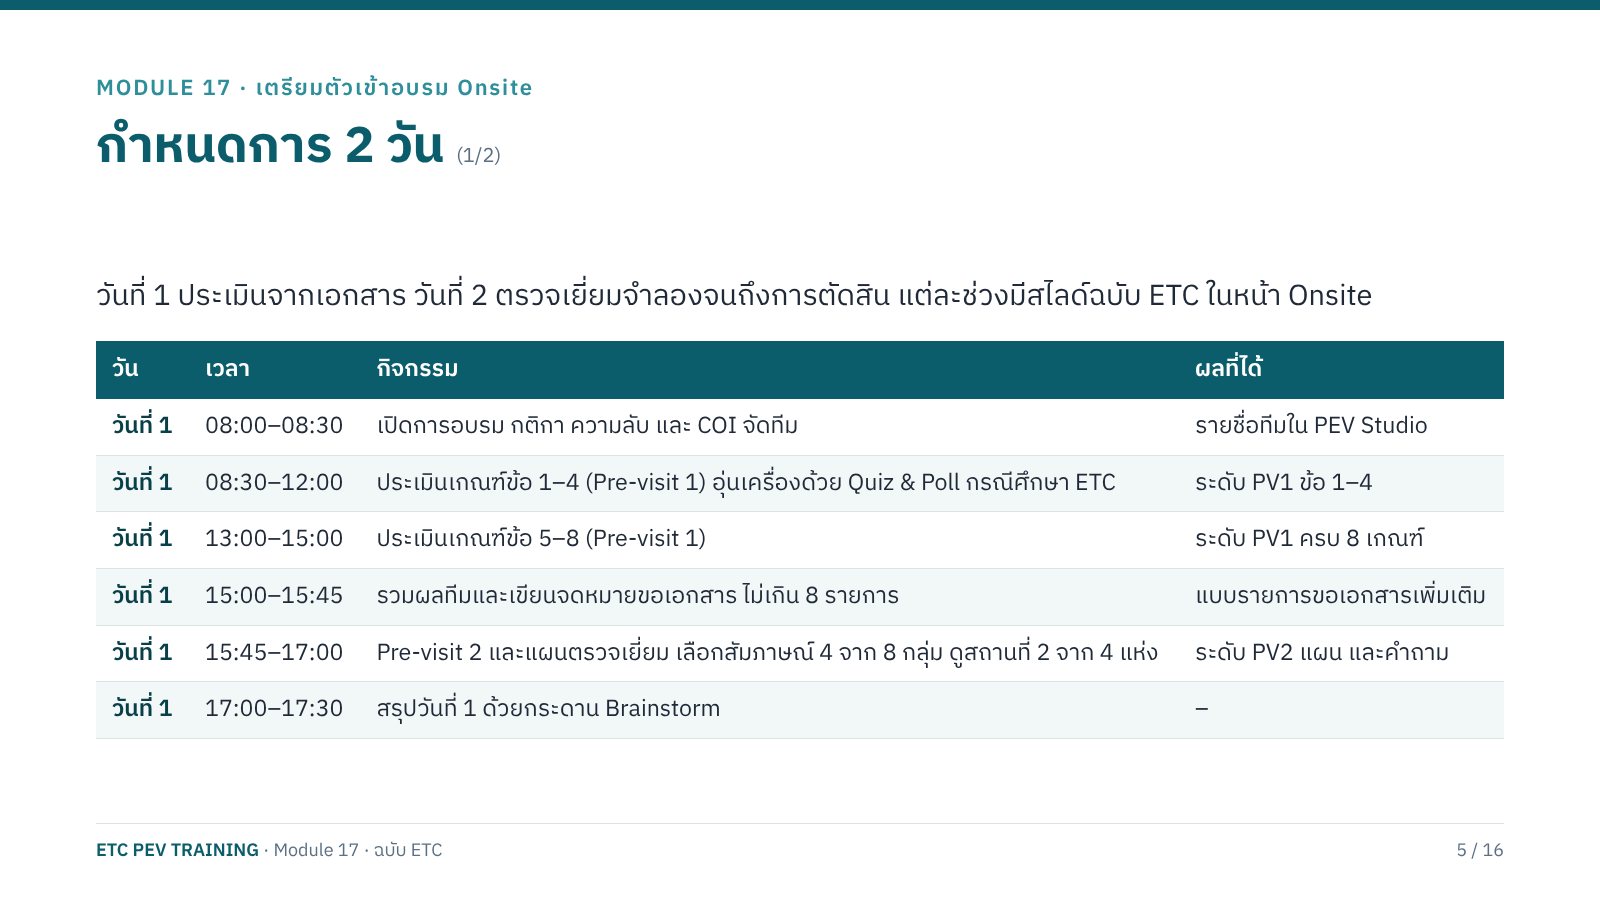 MODULE 17 · เตรียมตัวเข้าอบรม Onsite
กำหนดการ 2 วัน (1/2)
วันที่ 1 ประเมินจากเอกสาร วันที่ 2 ตรวจเยี่ยมจำลองจนถึงการตัดสิน แต่ละช่วงมีสไลด์ฉบับ ETC ในหน้า Onsite
วัน เวลา กิจกรรม ผลที่ได้
วันที่ 1 08:00–08:30 เปิดการอบรม กติกา ความลับ และ COI จัดทีม รายชื่อทีมใน PEV Studio
วันที่ 1 08:30–12:00 ประเมินเกณฑ์ข้อ 1–4 (Pre-visit 1) อุ่นเครื่องด้วย Quiz & Poll กรณีศึกษา ETC ระดับ PV1 ข้อ 1–4
วันที่ 1 13:00–15:00 ประเมินเกณฑ์ข้อ 5–8 (Pre-visit 1) ระดับ PV1 ครบ 8 เกณฑ์
วันที่ 1 15:00–15:45 รวมผลทีมและเขียนจดหมายขอเอกสาร ไม่เกิน 8 รายการ แบบรายการขอเอกสารเพิ่มเติม
วันที่ 1 15:45–17:00 Pre-visit 2 และแผนตรวจเยี่ยม เลือกสัมภาษณ์ 4 จาก 8 กลุ่ม ดูสถานที่ 2 จาก 4 แห่ง ระดับ PV2 แผน และคำถาม
วันที่ 1 17:00–17:30 สรุปวันที่ 1 ด้วยกระดาน Brainstorm –
ETC PEV TRAINING · Module 17 · ฉบับ ETC 5 / 16